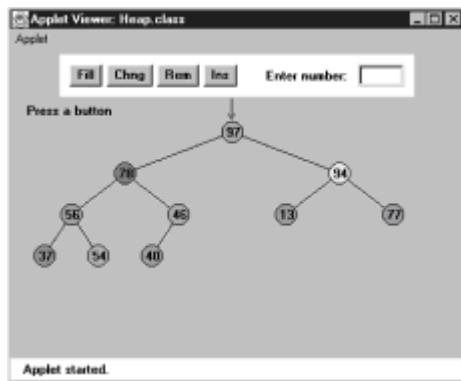 Applet Viewer: Heap.class
Applet
Fill Chng Rem Ins Enter number:
Press a button
97
78 94
56 46 13 77
37 54 40
Applet started.